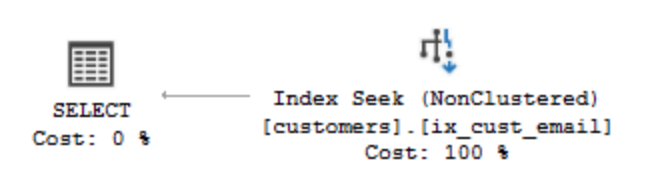 SELECT
Cost: 0 %
Index Seek (NonClustered)
[customers].[ix_cust_email]
Cost: 100 %